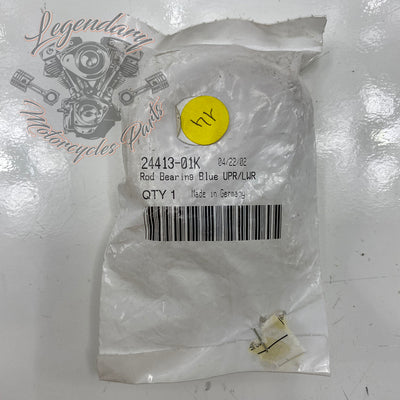 Legendary
Motorcycles Parts
hr
24413-01K 04/22/02
Rod Bearing Blue UPR/LWR
QTY 1 Made in Germany